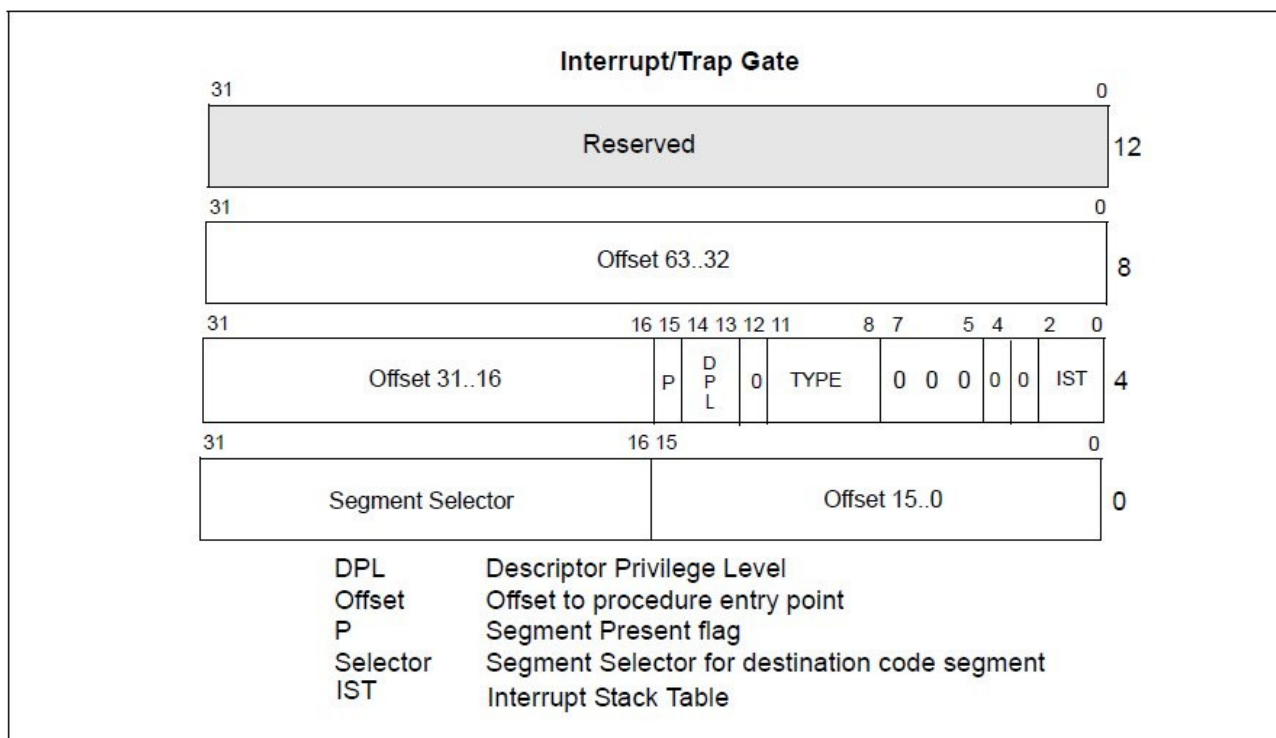 Interrupt/Trap Gate
31 0
Reserved 12
31 0
Offset 63..32 8
31 16 15 14 13 12 11 8 7 5 4 2 0
Offset 31..16 P DPL 0 TYPE 0 0 0 0 0 IST 4
31 16 15 0
Segment Selector Offset 15..0 0
DPL Descriptor Privilege Level
Offset Offset to procedure entry point
P Segment Present flag
Selector Segment Selector for destination code segment
IST Interrupt Stack Table